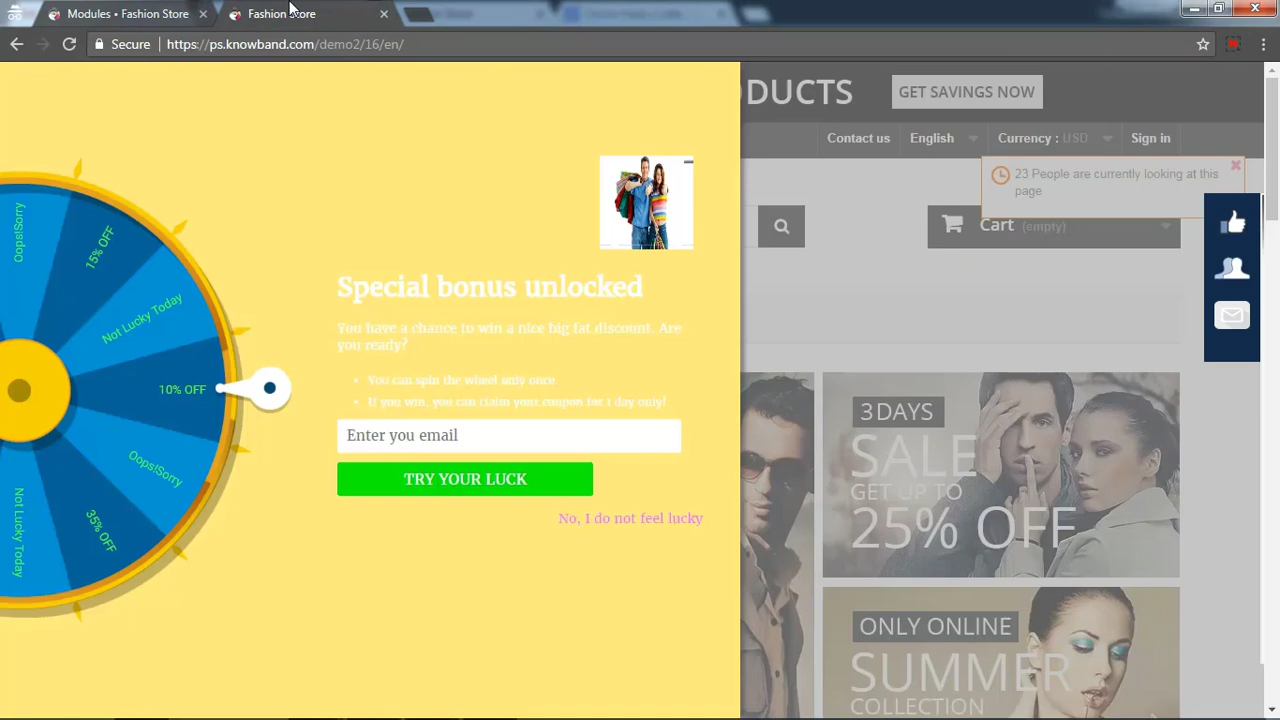 Modules • Fashion Store
Fashion Store
Secure
https://ps.knowband.com/demo2/16/en/
ODUCTS
GET SAVINGS NOW
Contact us
English
Currency : USD
Sign in
23 People are currently looking at this
page
Cart (empty)
Oops!Sorry
15% OFF
Not Lucky Today
10% OFF
Oops!Sorry
35% OFF
Not Lucky Today
Special bonus unlocked
You have a chance to win a nice big fat discount. Are
you ready?
• You can spin the wheel only once
• If you win, you can claim your coupon for 1 day only!
Enter you email
TRY YOUR LUCK
No, I do not feel lucky
3 DAYS
SALE
GET UP TO
25% OFF
ONLY ONLINE
SUMMER
COLLECTION